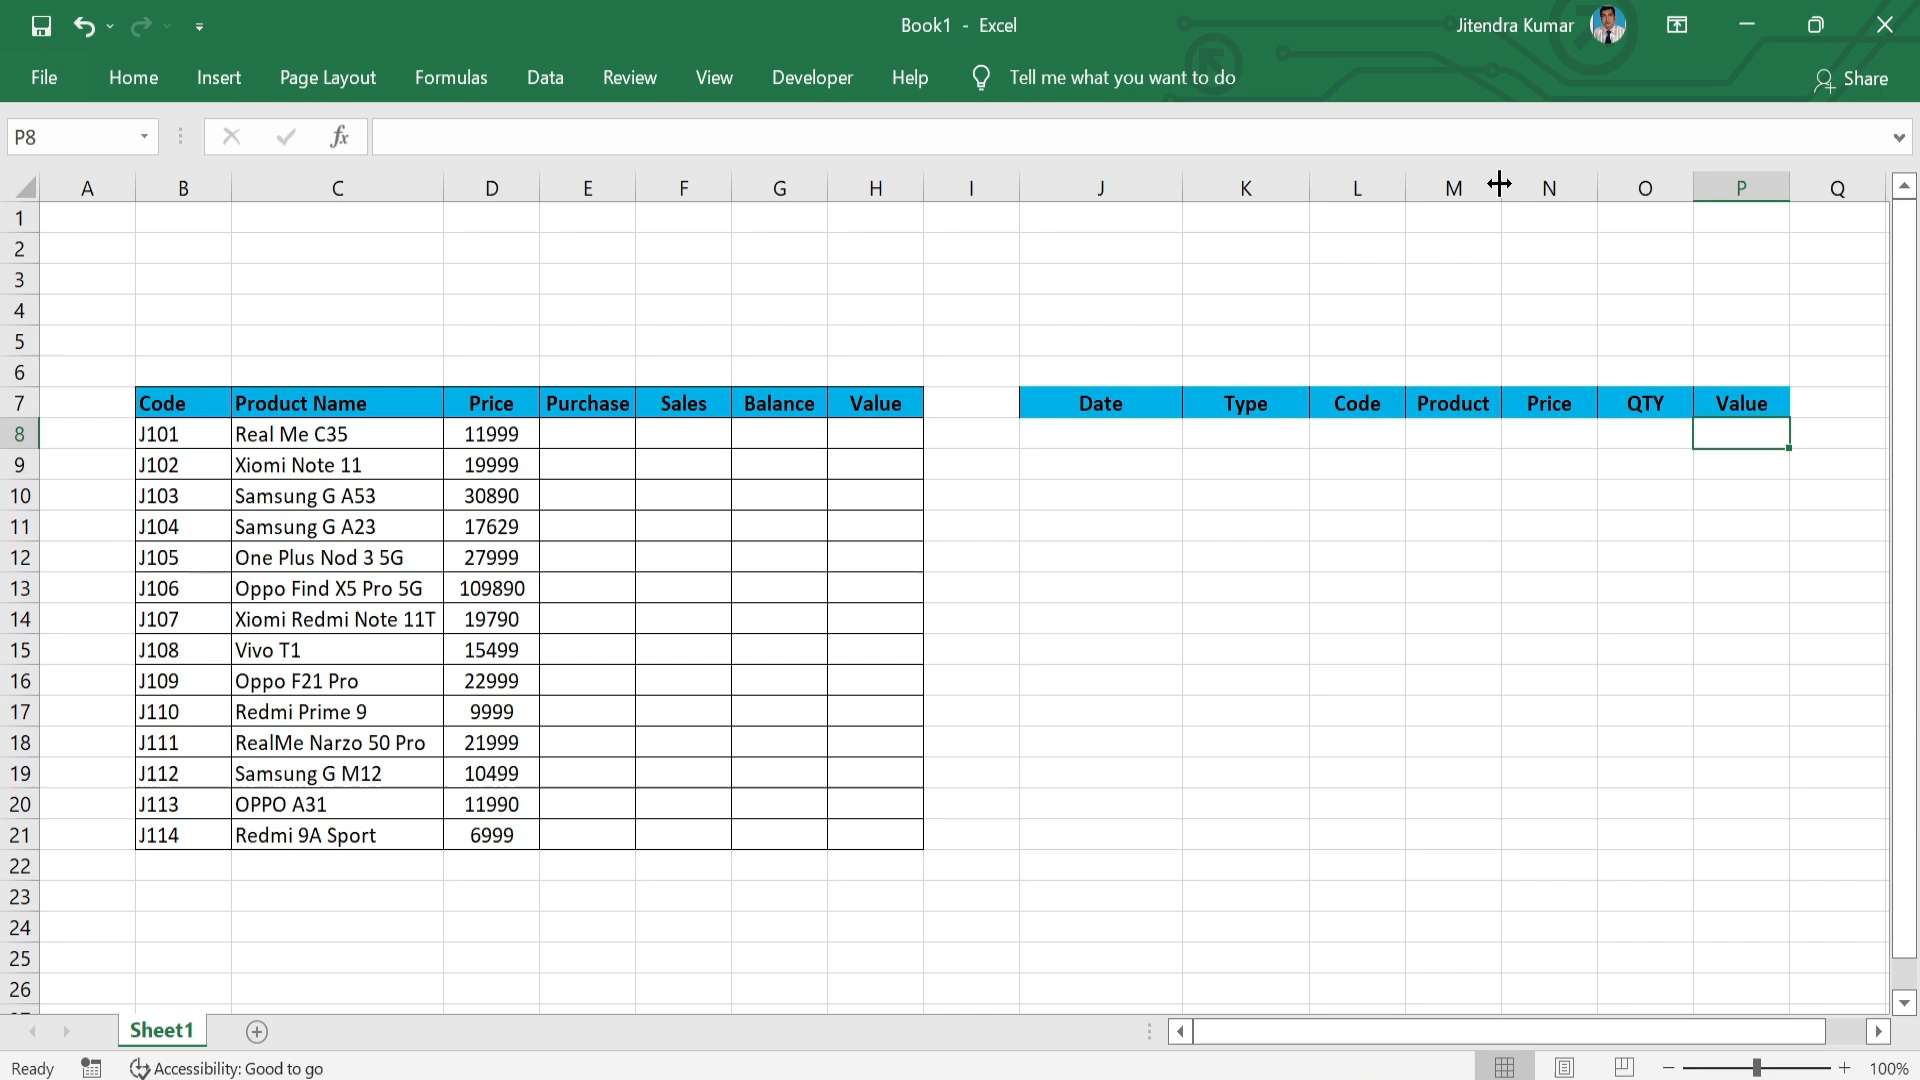 Book1 - Excel
Jitendra Kumar
File Home Insert Page Layout Formulas Data Review View Developer Help Tell me what you want to do Share
P8 fx
A B C D E F G H I J K L M N O P Q
1
2
3
4
5
6
7 Code Product Name Price Purchase Sales Balance Value Date Type Code Product Price QTY Value
8 J101 Real Me C35 11999
9 J102 Xiomi Note 11 19999
10 J103 Samsung G A53 30890
11 J104 Samsung G A23 17629
12 J105 One Plus Nod 3 5G 27999
13 J106 Oppo Find X5 Pro 5G 109890
14 J107 Xiomi Redmi Note 11T 19790
15 J108 Vivo T1 15499
16 J109 Oppo F21 Pro 22999
17 J110 Redmi Prime 9 9999
18 J111 RealMe Narzo 50 Pro 21999
19 J112 Samsung G M12 10499
20 J113 OPPO A31 11990
21 J114 Redmi 9A Sport 6999
22
23
24
25
26
Sheet1
Ready Accessibility: Good to go 100%